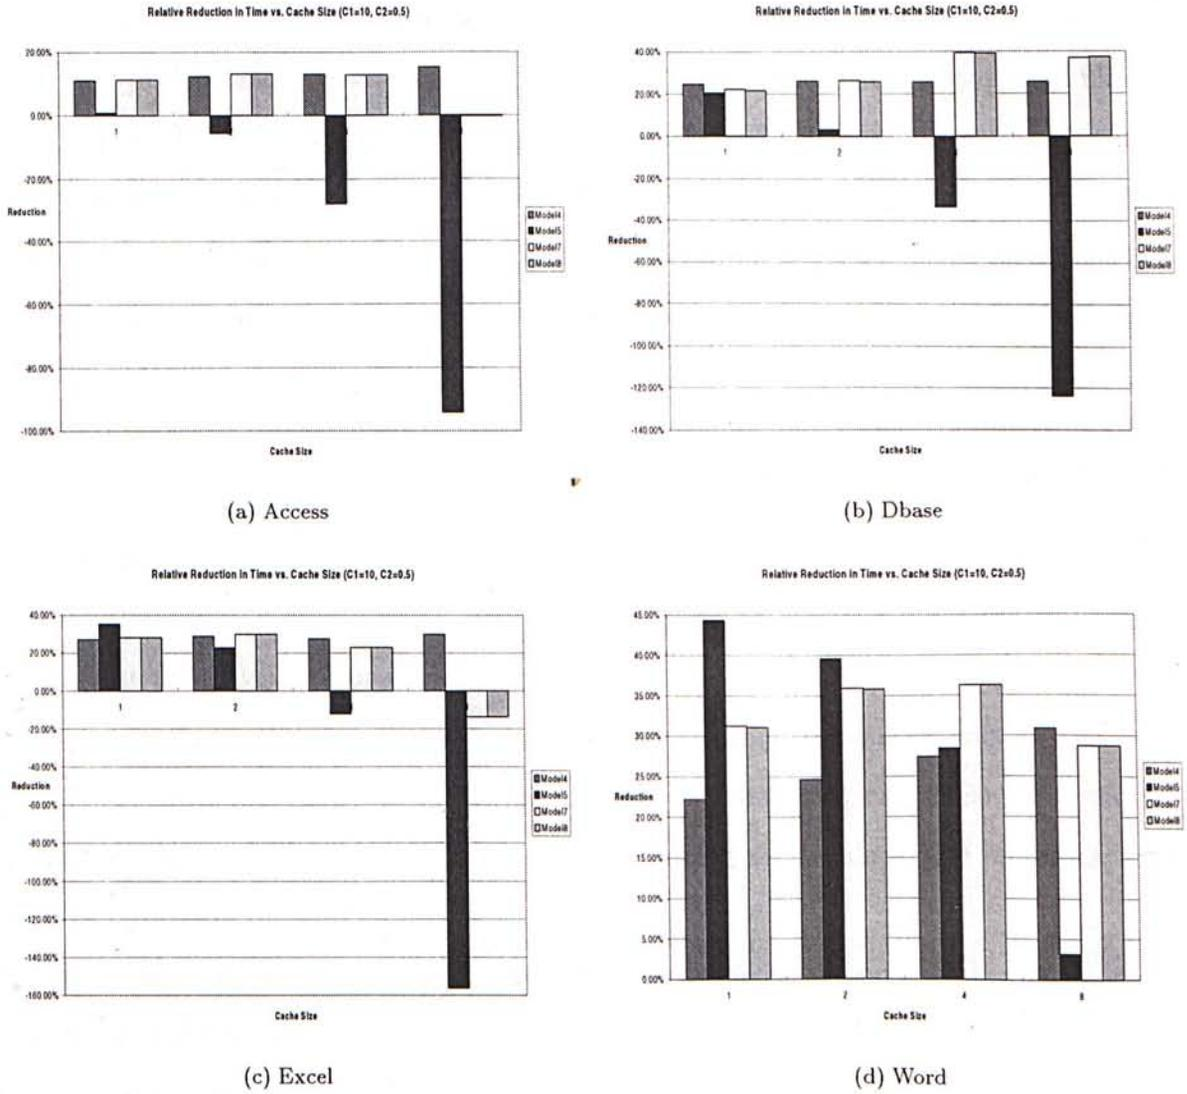 Relative Reduction in Time vs. Cache Size (C1=10, C2=0.5)
20.00%
0.00%
-20.00%
-40.00%
-60.00%
-80.00%
-100.00%
Reduction
1
Cache Size
Model4
Model5
Model7
Model8
(a) Access
Relative Reduction in Time vs. Cache Size (C1=10, C2=0.5)
40.00%
20.00%
0.00%
-20.00%
-40.00%
-60.00%
-80.00%
-100.00%
-120.00%
-140.00%
Reduction
1
2
Cache Size
Model4
Model5
Model7
Model8
(b) Dbase
Relative Reduction in Time vs. Cache Size (C1=10, C2=0.5)
40.00%
20.00%
0.00%
-20.00%
-40.00%
-60.00%
-80.00%
-100.00%
-120.00%
-140.00%
-160.00%
Reduction
1
2
Cache Size
Model4
Model5
Model7
Model8
(c) Excel
Relative Reduction in Time vs. Cache Size (C1=10, C2=0.5)
45.00%
40.00%
35.00%
30.00%
25.00%
20.00%
15.00%
10.00%
5.00%
0.00%
Reduction
1
2
4
8
Cache Size
Model4
Model5
Model7
Model8
(d) Word